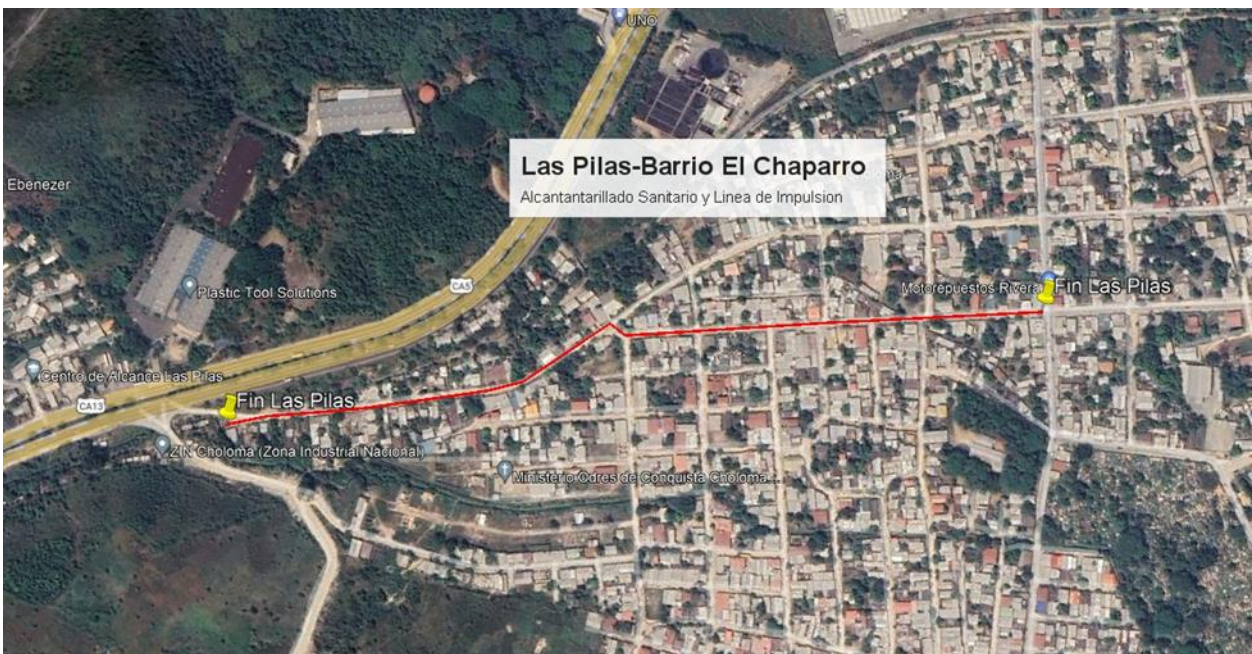 UNO
Las Pilas-Barrio El Chaparro
Alcantantarillado Sanitario y Linea de Impulsion
Ebenezer
Plastic Tool Solutions
CA5
Motorepuestos Rivera
Fin Las Pilas
Centro de Alcance Las Pilas
CA13
Fin Las Pilas
ZIN Choloma (Zona Industrial Nacional)
Ministerio Odres de Conquista Choloma...